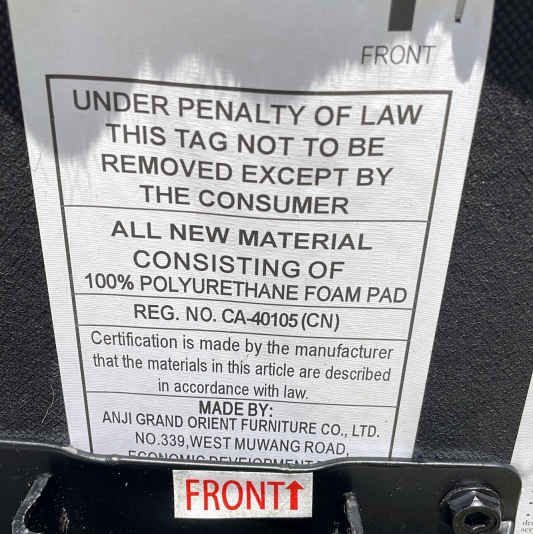 FRONT
UNDER PENALTY OF LAW
THIS TAG NOT TO BE
REMOVED EXCEPT BY
THE CONSUMER
ALL NEW MATERIAL
CONSISTING OF
100% POLYURETHANE FOAM PAD
REG. NO. CA-40105 (CN)
Certification is made by the manufacturer
that the materials in this article are described
in accordance with law.
MADE BY:
ANJI GRAND ORIENT FURNITURE CO., LTD.
NO.339,WEST MUWANG ROAD,
ECONOMIC DEVELOPMENT
FRONT↑